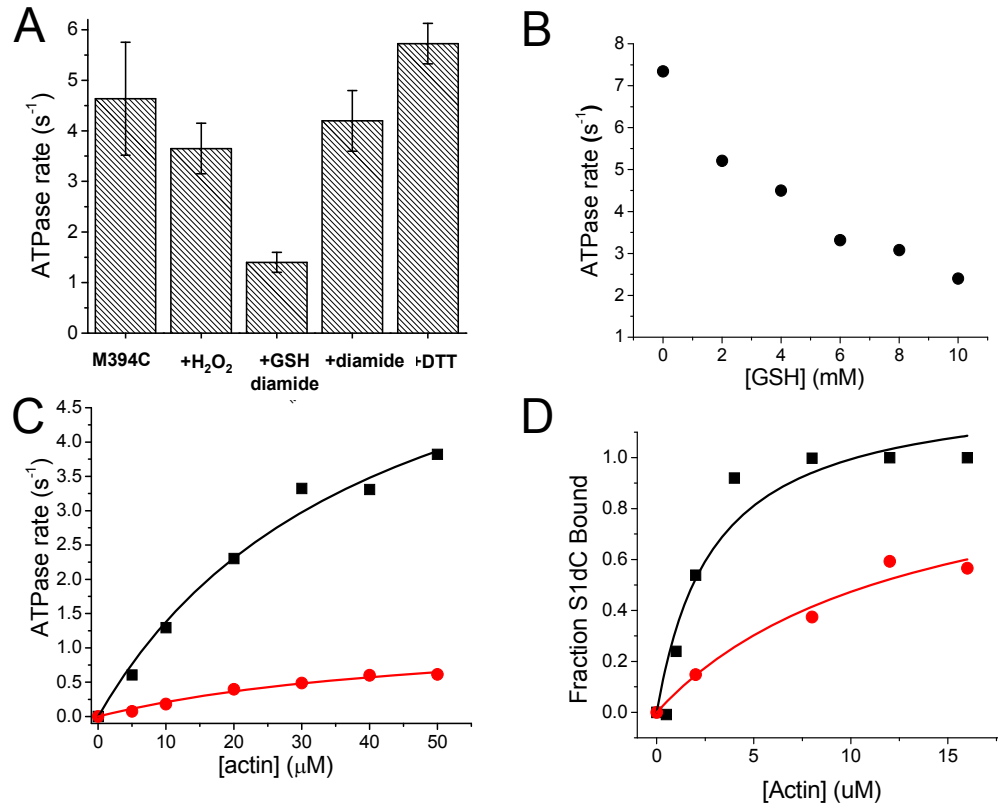 A
ATPase rate (s⁻¹)
6
5
4
3
2
1
0
M394C +H₂O₂ +GSH +diamide +DTT
diamide
B
ATPase rate (s⁻¹)
8
7
6
5
4
3
2
1
0 2 4 6 8 10
[GSH] (mM)
C
ATPase rate (s⁻¹)
4.5
4.0
3.5
3.0
2.5
2.0
1.5
1.0
0.5
0.0
0 10 20 30 40 50
[actin] (μM)
D
Fraction S1dC Bound
1.0
0.8
0.6
0.4
0.2
0.0
0 5 10 15
[Actin] (uM)